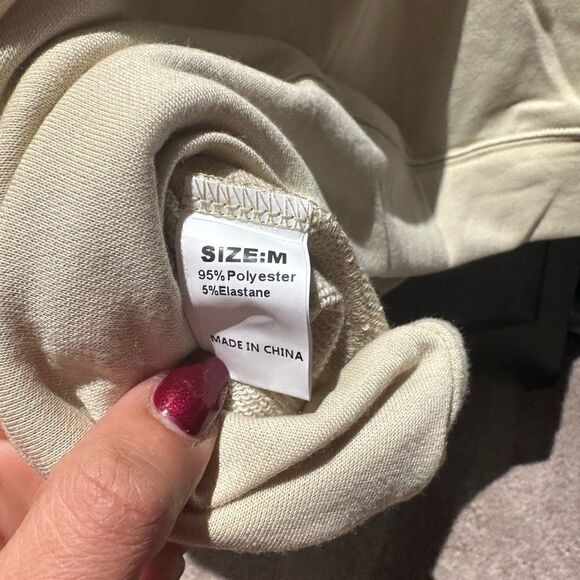 SIZE:M
95%Polyester
5%Elastane
MADE IN CHINA